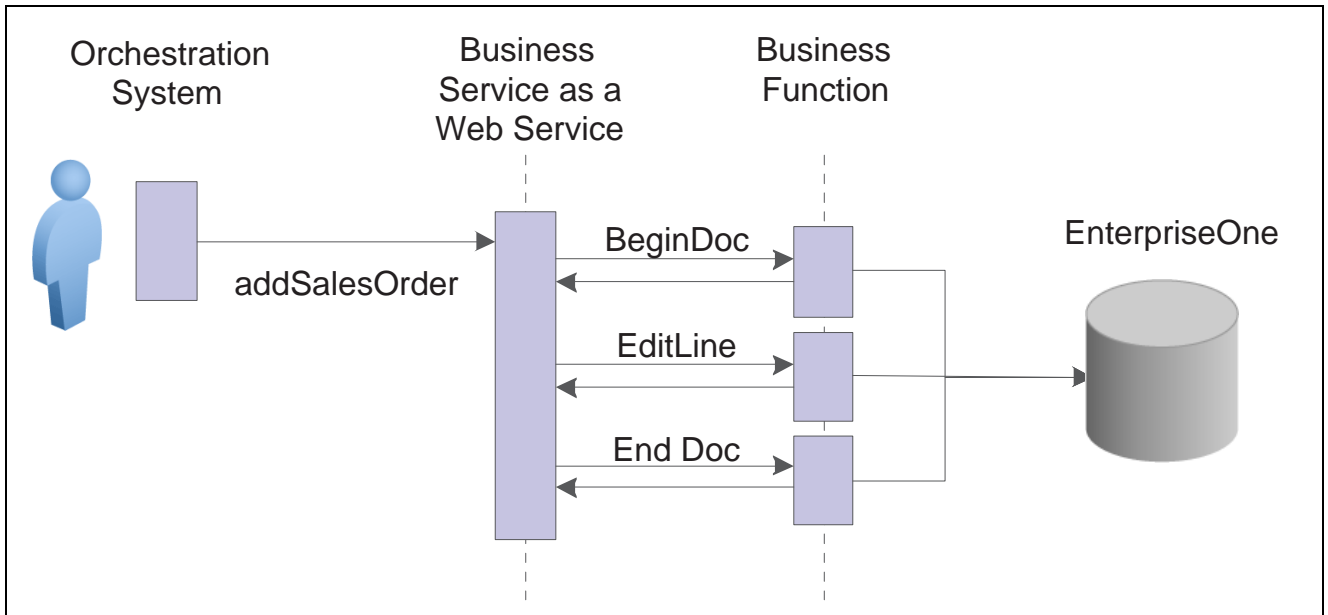 Orchestration
System
Business
Service as a
Web Service
Business
Function
BeginDoc
EnterpriseOne
addSalesOrder
EditLine
End Doc